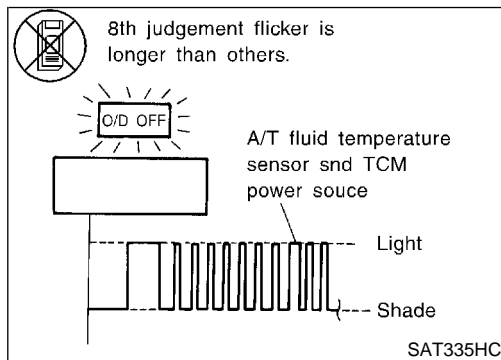 8th judgement flicker is
longer than others.
O/D OFF
A/T fluid temperature
sensor snd TCM
power souce
Light
Shade
SAT335HC